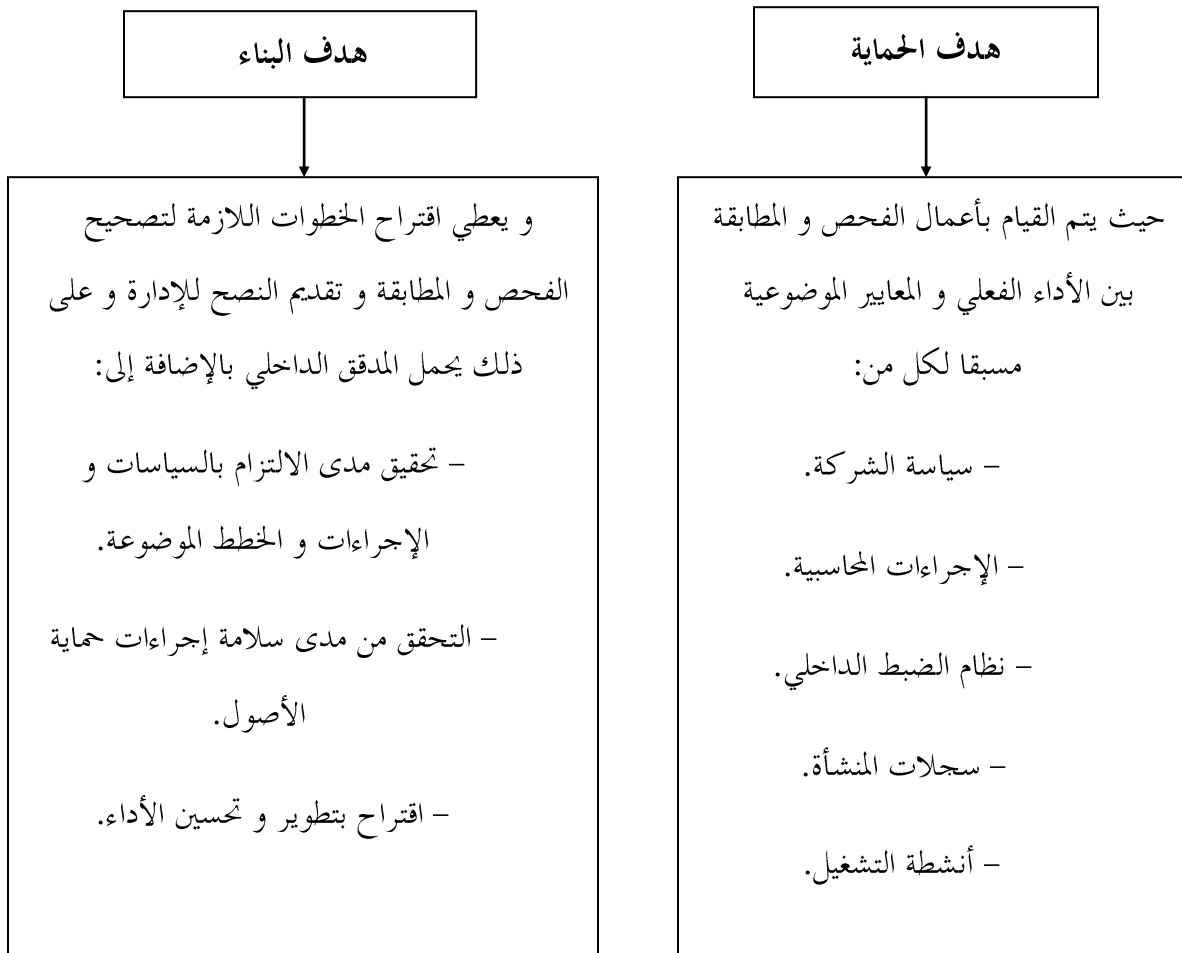 هدف الحماية
حيث يتم القيام بأعمال الفحص و المطابقة
بين الأداء الفعلي و المعايير الموضوعية
مسبقا لكل من:
– سياسة الشركة.
– الإجراءات المحاسبية.
– نظام الضبط الداخلي.
– سجلات المنشأة.
– أنشطة التشغيل.
هدف البناء
و يعطي اقتراح الخطوات اللازمة لتصحيح
الفحص و المطابقة و تقديم النصح للإدارة و على
ذلك يحمل المدقق الداخلي بالإضافة إلى:
– تحقيق مدى الالتزام بالسياسات و
الإجراءات و الخطط الموضوعة.
– التحقق من مدى سلامة إجراءات حماية
الأصول.
– اقتراح بتطوير و تحسين الأداء.